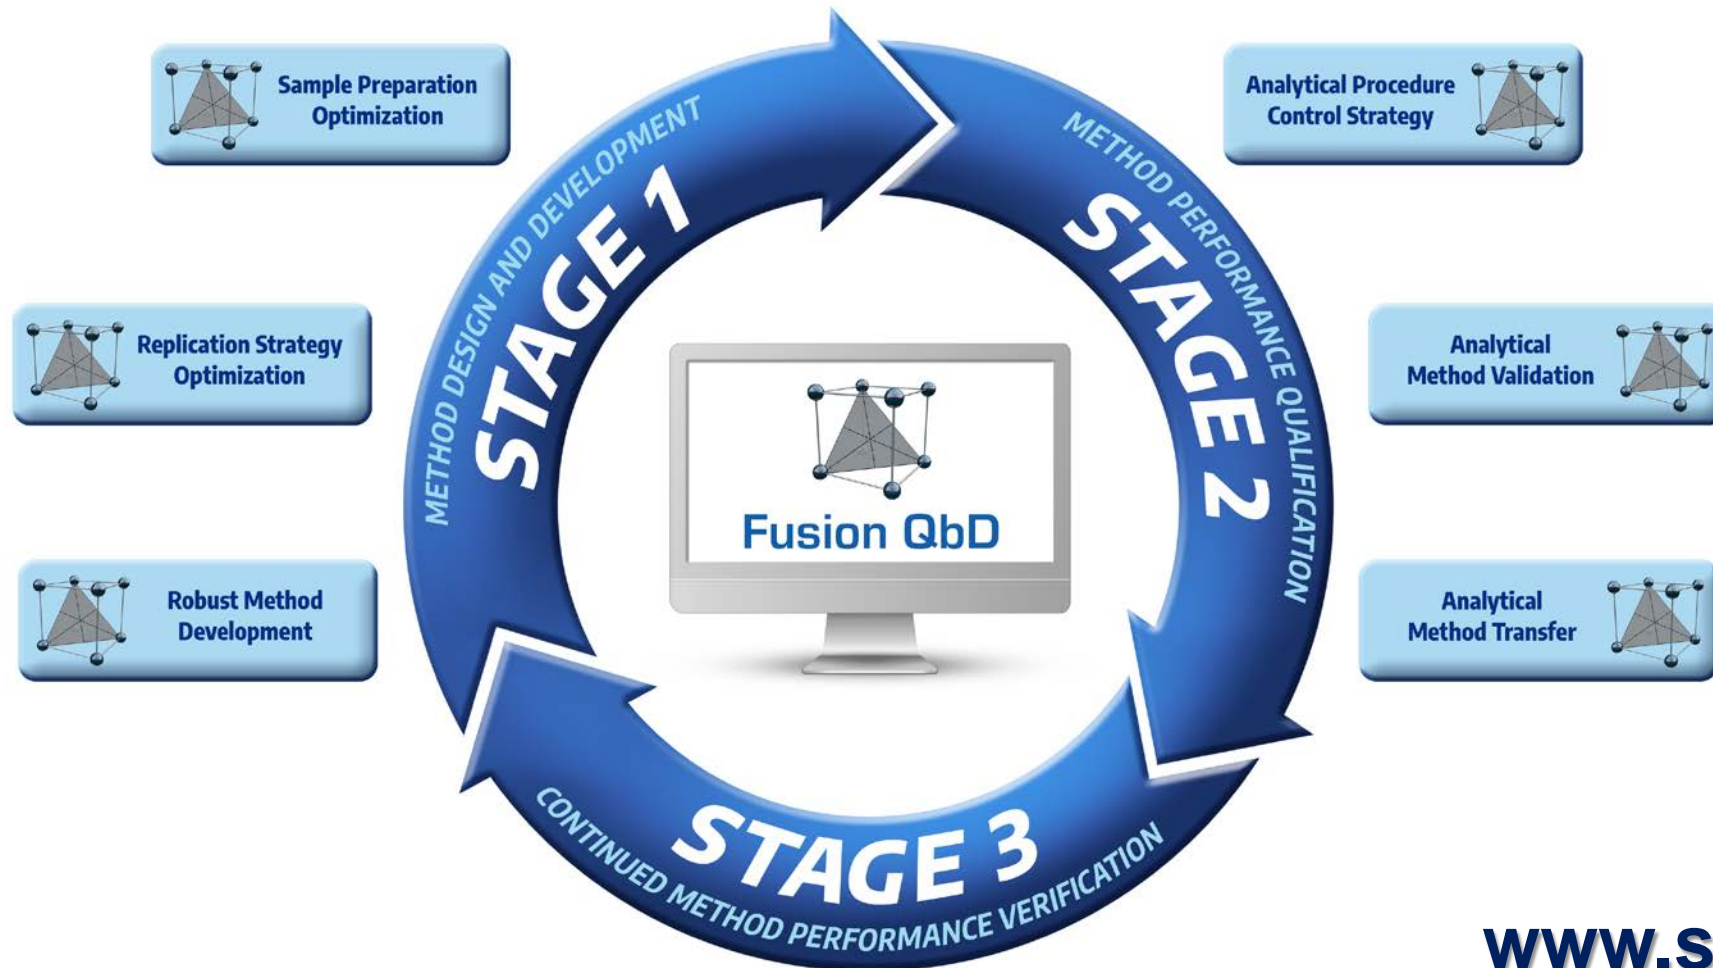 Sample Preparation
Optimization
Replication Strategy
Optimization
Robust Method
Development
METHOD DESIGN AND DEVELOPMENT
STAGE 1
METHOD PERFORMANCE QUALIFICATION
STAGE 2
Fusion QbD
STAGE 3
CONTINUED METHOD PERFORMANCE VERIFICATION
Analytical Procedure
Control Strategy
Analytical
Method Validation
Analytical
Method Transfer
www.s